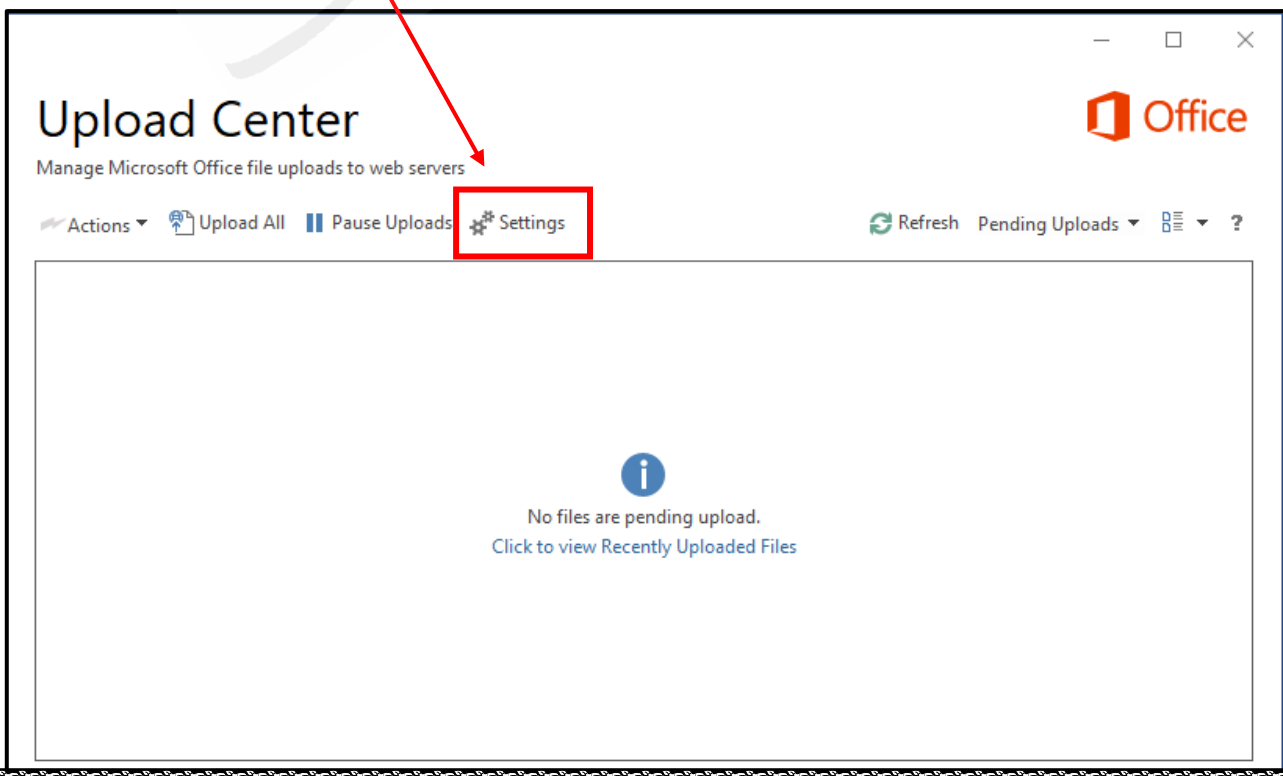 Upload Center
Office
Manage Microsoft Office file uploads to web servers
Actions Upload All Pause Uploads Settings Refresh Pending Uploads ?
No files are pending upload.
Click to view Recently Uploaded Files